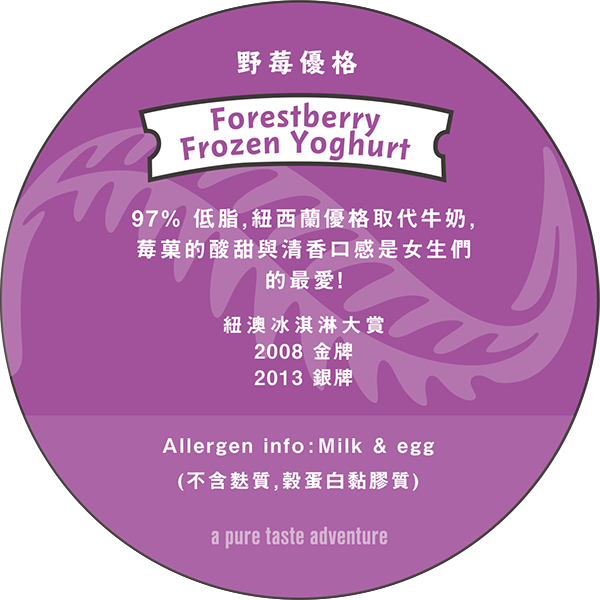 野莓優格
Forestberry
Frozen Yoghurt
97% 低脂,紐西蘭優格取代牛奶,
莓菓的酸甜與清香口感是女生們
的最愛!
紐澳冰淇淋大賞
2008 金牌
2013 銀牌
Allergen info:Milk & egg
(不含麩質,穀蛋白黏膠質)
a pure taste adventure